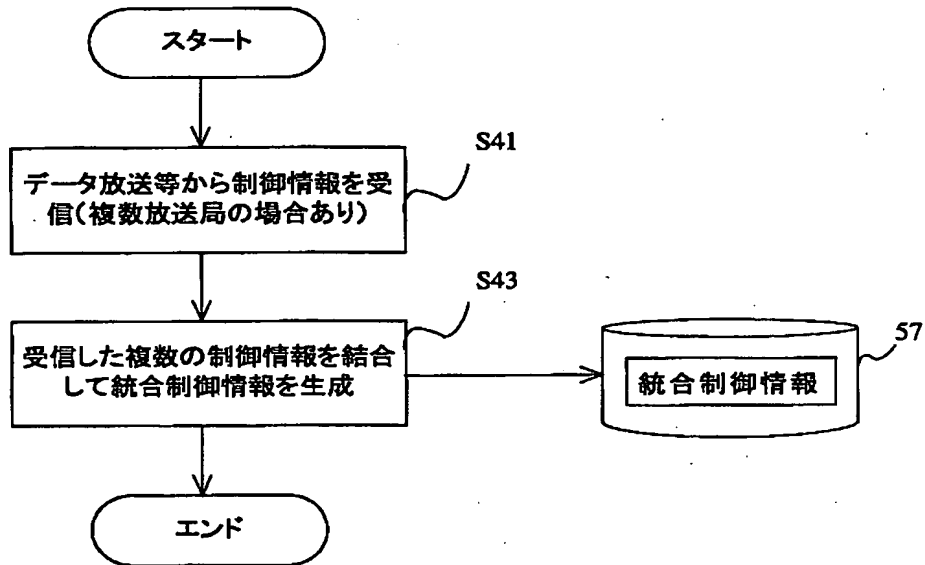 スタート
S41
データ放送等から制御情報を受
信(複数放送局の場合あり)
S43
受信した複数の制御情報を結合
して統合制御情報を生成
57
統合制御情報
エンド